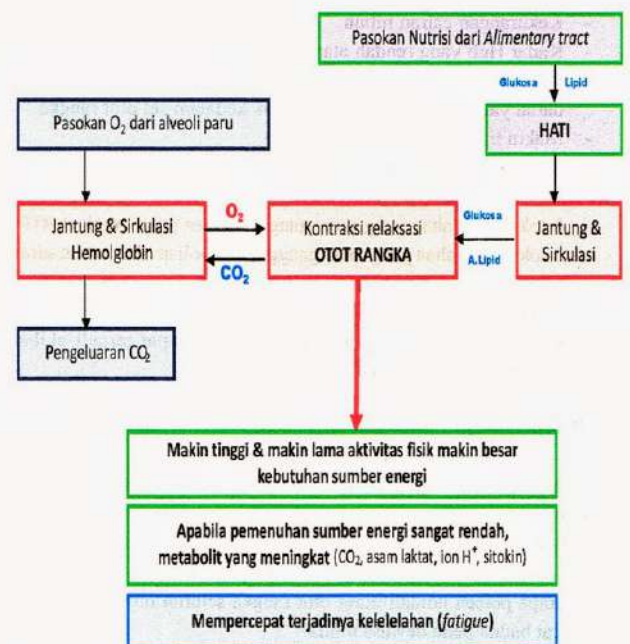 Pasokan Nutrisi dari Alimentary tract
Glukosa Lipid
Pasokan O₂ dari alveoli paru
HATI
Jantung & Sirkulasi
Hemolglobin
O₂
CO₂
Kontraksi relaksasi
OTOT RANGKA
Glukosa
A.Lipid
Jantung &
Sirkulasi
Pengeluaran CO₂
Makin tinggi & makin lama aktivitas fisik makin besar
kebutuhan sumber energi
Apabila pemenuhan sumber energi sangat rendah,
metabolit yang meningkat (CO₂, asam laktat, ion H⁺, sitokin)
Mempercepat terjadinya kelelelahan (fatigue)